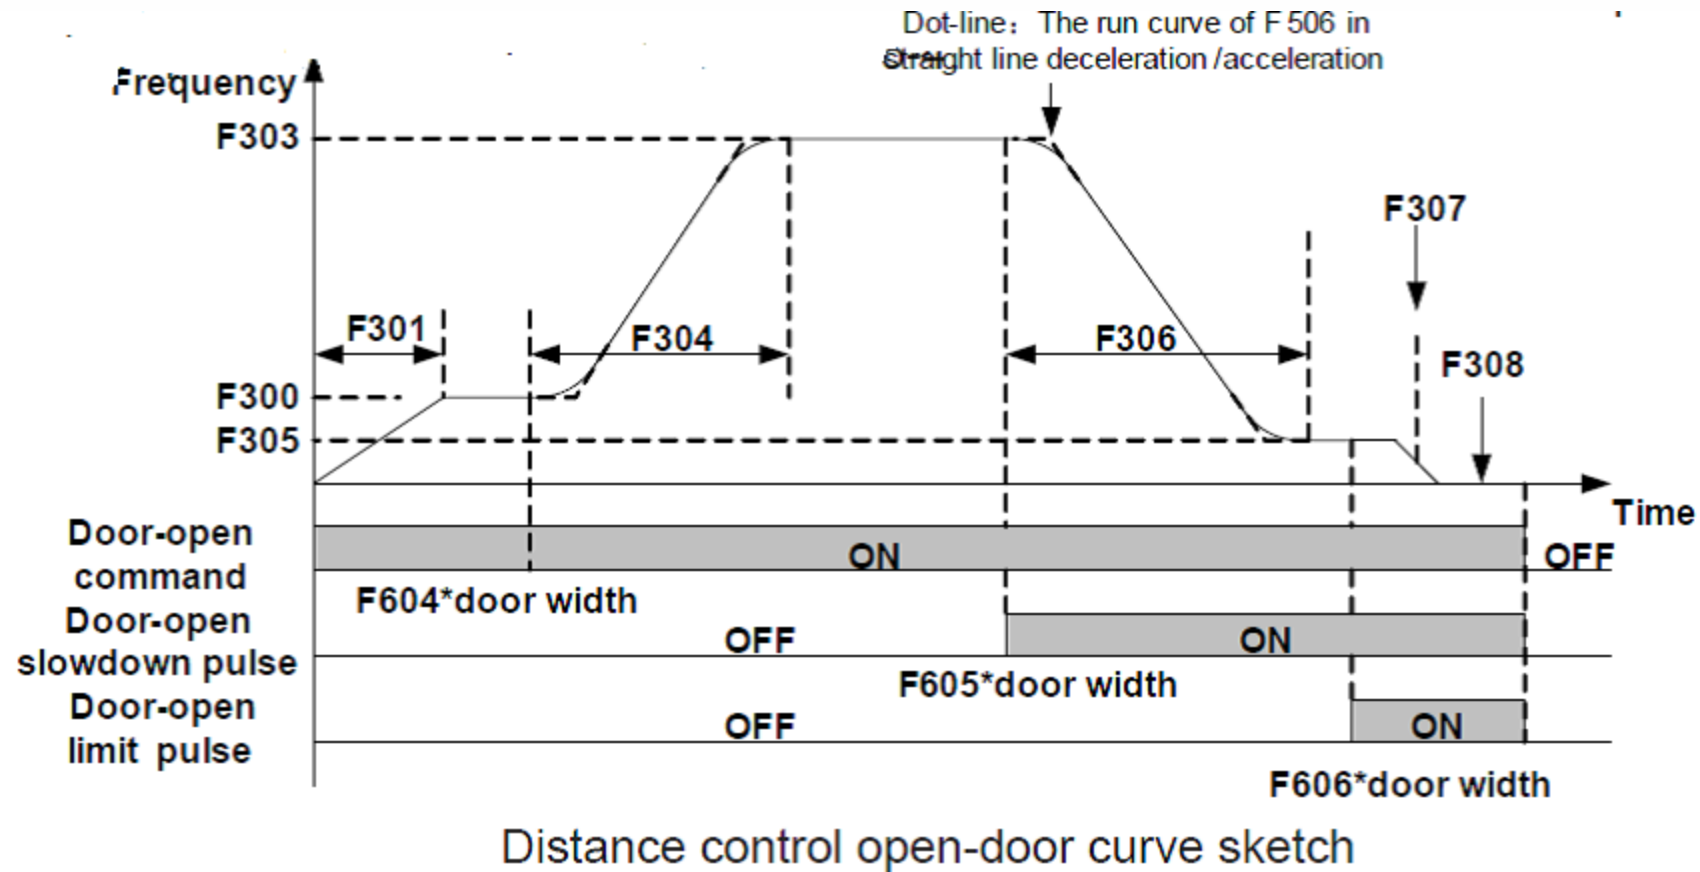 Dot-line: The run curve of F506 in
straight line deceleration/acceleration
Frequency
F303
F307
F301
F304
F306
F308
F300
F305
Time
Door-open
command
ON
OFF
F604*door width
Door-open
slowdown pulse
OFF
ON
F605*door width
Door-open
limit pulse
OFF
ON
F606*door width
Distance control open-door curve sketch